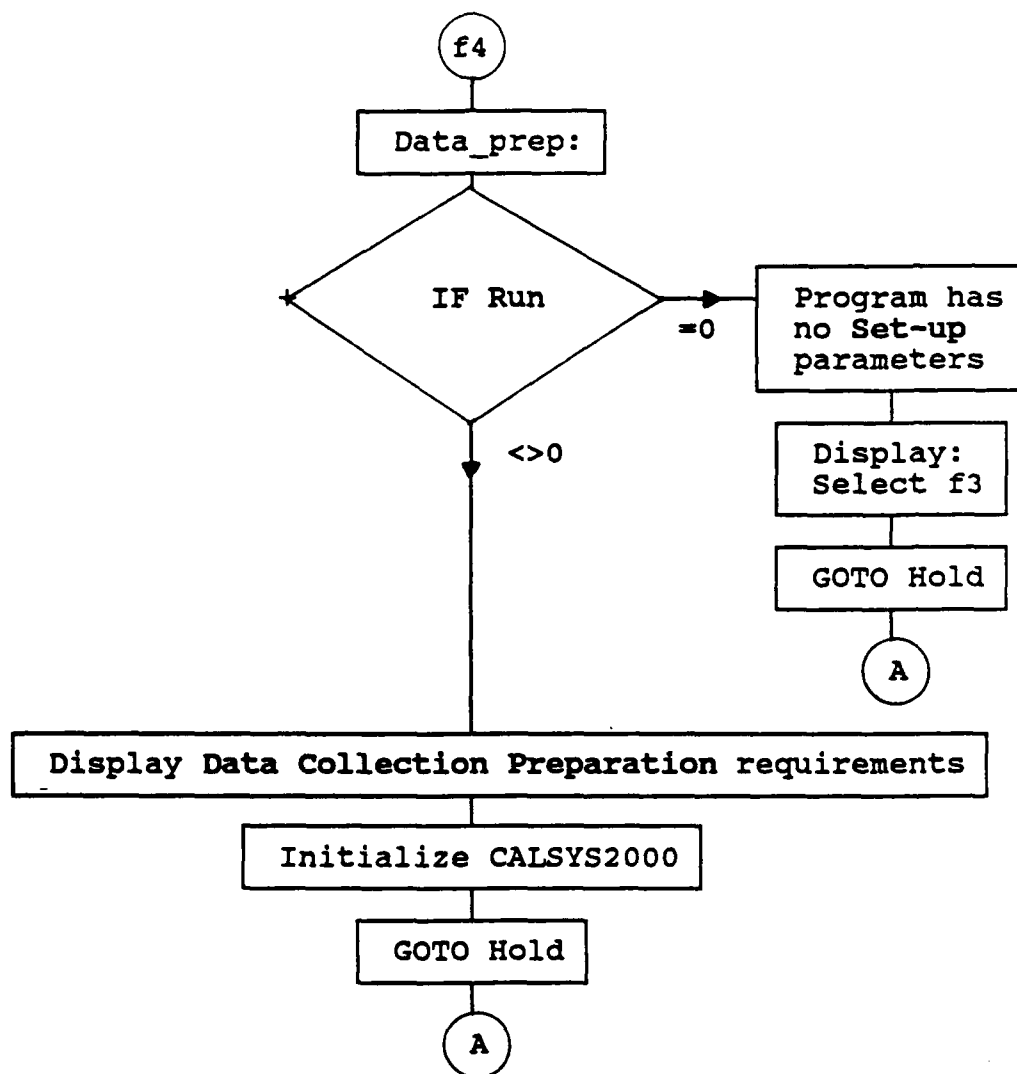 f4
Data_prep:
IF Run
=0
Program has
no Set-up
parameters
<>0
Display:
Select f3
GOTO Hold
A
Display Data Collection Preparation requirements
Initialize CALSYS2000
GOTO Hold
A